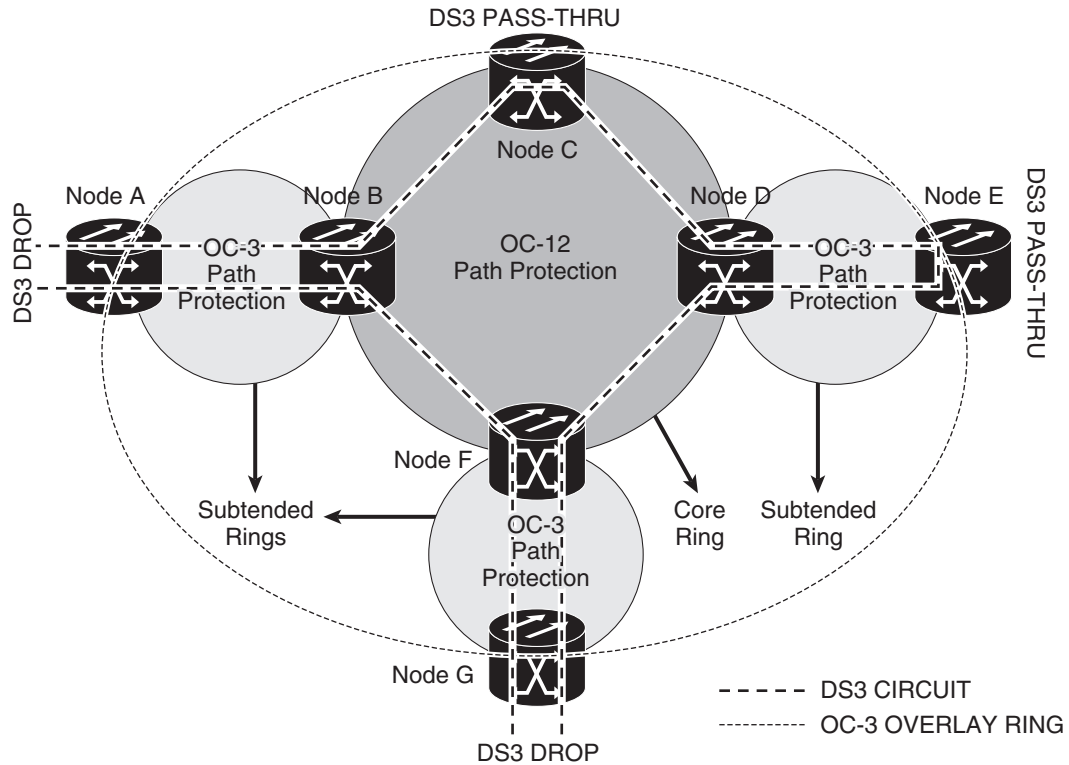 DS3 PASS-THRU
Node C
Node A
Node B
Node D
Node E
DS3 DROP
DS3 PASS-THRU
OC-3
Path
Protection
OC-12
Path Protection
OC-3
Path
Protection
Node F
Subtended
Rings
Core
Ring
Subtended
Ring
OC-3
Path
Protection
Node G
DS3 DROP
DS3 CIRCUIT
OC-3 OVERLAY RING